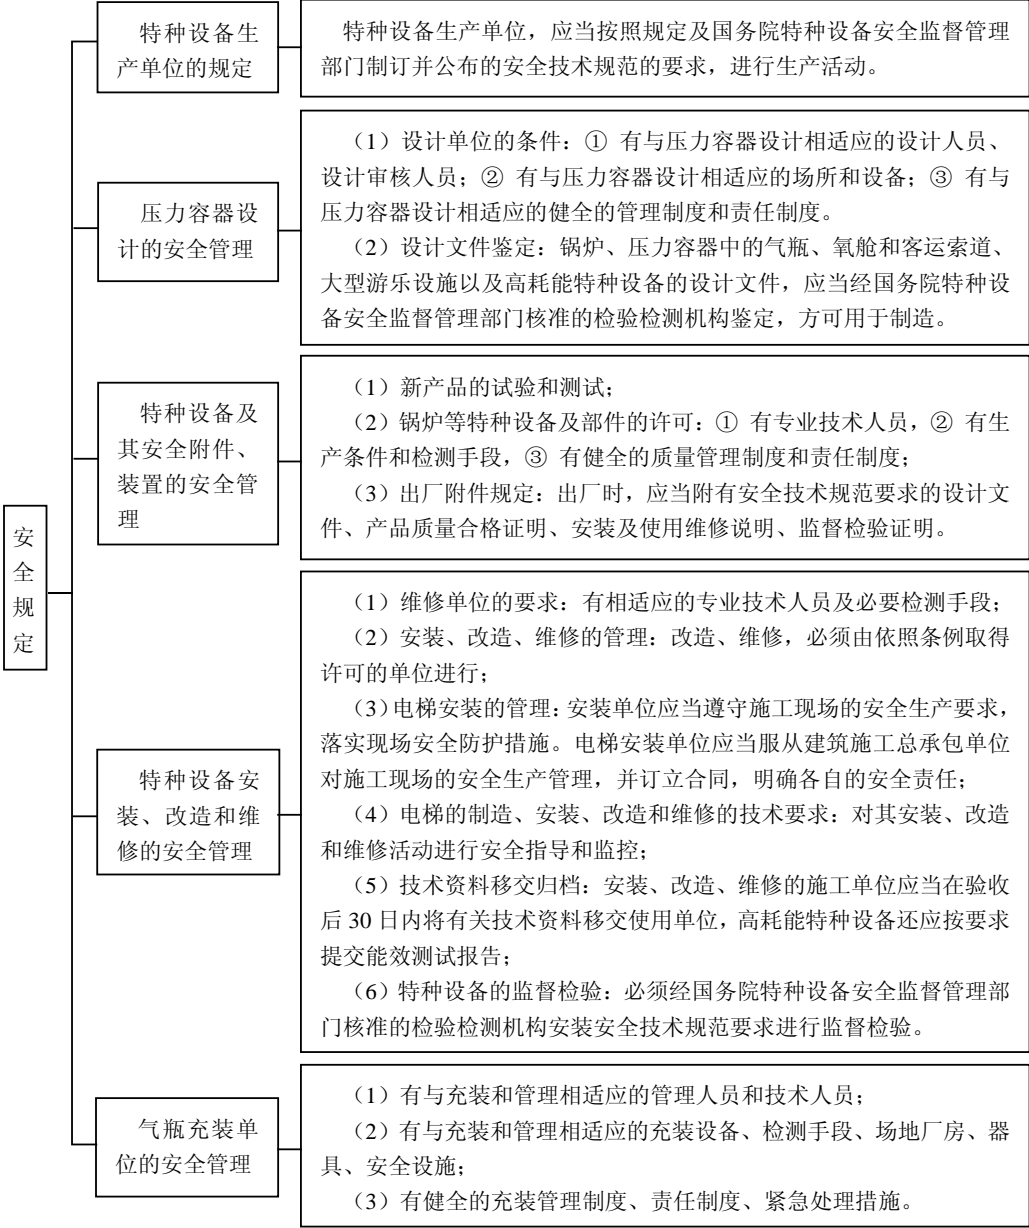 安
全
规
定
特种设备生
产单位的规定
特种设备生产单位，应当按照规定及国务院特种设备安全监督管理
部门制订并公布的安全技术规范的要求，进行生产活动。
压力容器设
计的安全管理
（1）设计单位的条件：① 有与压力容器设计相适应的设计人员、
设计审核人员；② 有与压力容器设计相适应的场所和设备；③ 有与
压力容器设计相适应的健全的管理制度和责任制度。
（2）设计文件鉴定：锅炉、压力容器中的气瓶、氧舱和客运索道、
大型游乐设施以及高耗能特种设备的设计文件，应当经国务院特种设
备安全监督管理部门核准的检验检测机构鉴定，方可用于制造。
特种设备及
其安全附件、
装置的安全管
理
（1）新产品的试验和测试；
（2）锅炉等特种设备及部件的许可：① 有专业技术人员，② 有生
产条件和检测手段，③ 有健全的质量管理制度和责任制度；
（3）出厂附件规定：出厂时，应当附有安全技术规范要求的设计文
件、产品质量合格证明、安装及使用维修说明、监督检验证明。
特种设备安
装、改造和维
修的安全管理
（1）维修单位的要求：有相适应的专业技术人员及必要检测手段；
（2）安装、改造、维修的管理：改造、维修，必须由依照条例取得
许可的单位进行；
（3）电梯安装的管理：安装单位应当遵守施工现场的安全生产要求，
落实现场安全防护措施。电梯安装单位应当服从建筑施工总承包单位
对施工现场的安全生产管理，并订立合同，明确各自的安全责任；
（4）电梯的制造、安装、改造和维修的技术要求：对其安装、改造
和维修活动进行安全指导和监控；
（5）技术资料移交归档：安装、改造、维修的施工单位应当在验收
后 30 日内将有关技术资料移交使用单位，高耗能特种设备还应按要求
提交能效测试报告；
（6）特种设备的监督检验：必须经国务院特种设备安全监督管理部
门核准的检验检测机构安装安全技术规范要求进行监督检验。
气瓶充装单
位的安全管理
（1）有与充装和管理相适应的管理人员和技术人员；
（2）有与充装和管理相适应的充装设备、检测手段、场地厂房、器
具、安全设施；
（3）有健全的充装管理制度、责任制度、紧急处理措施。